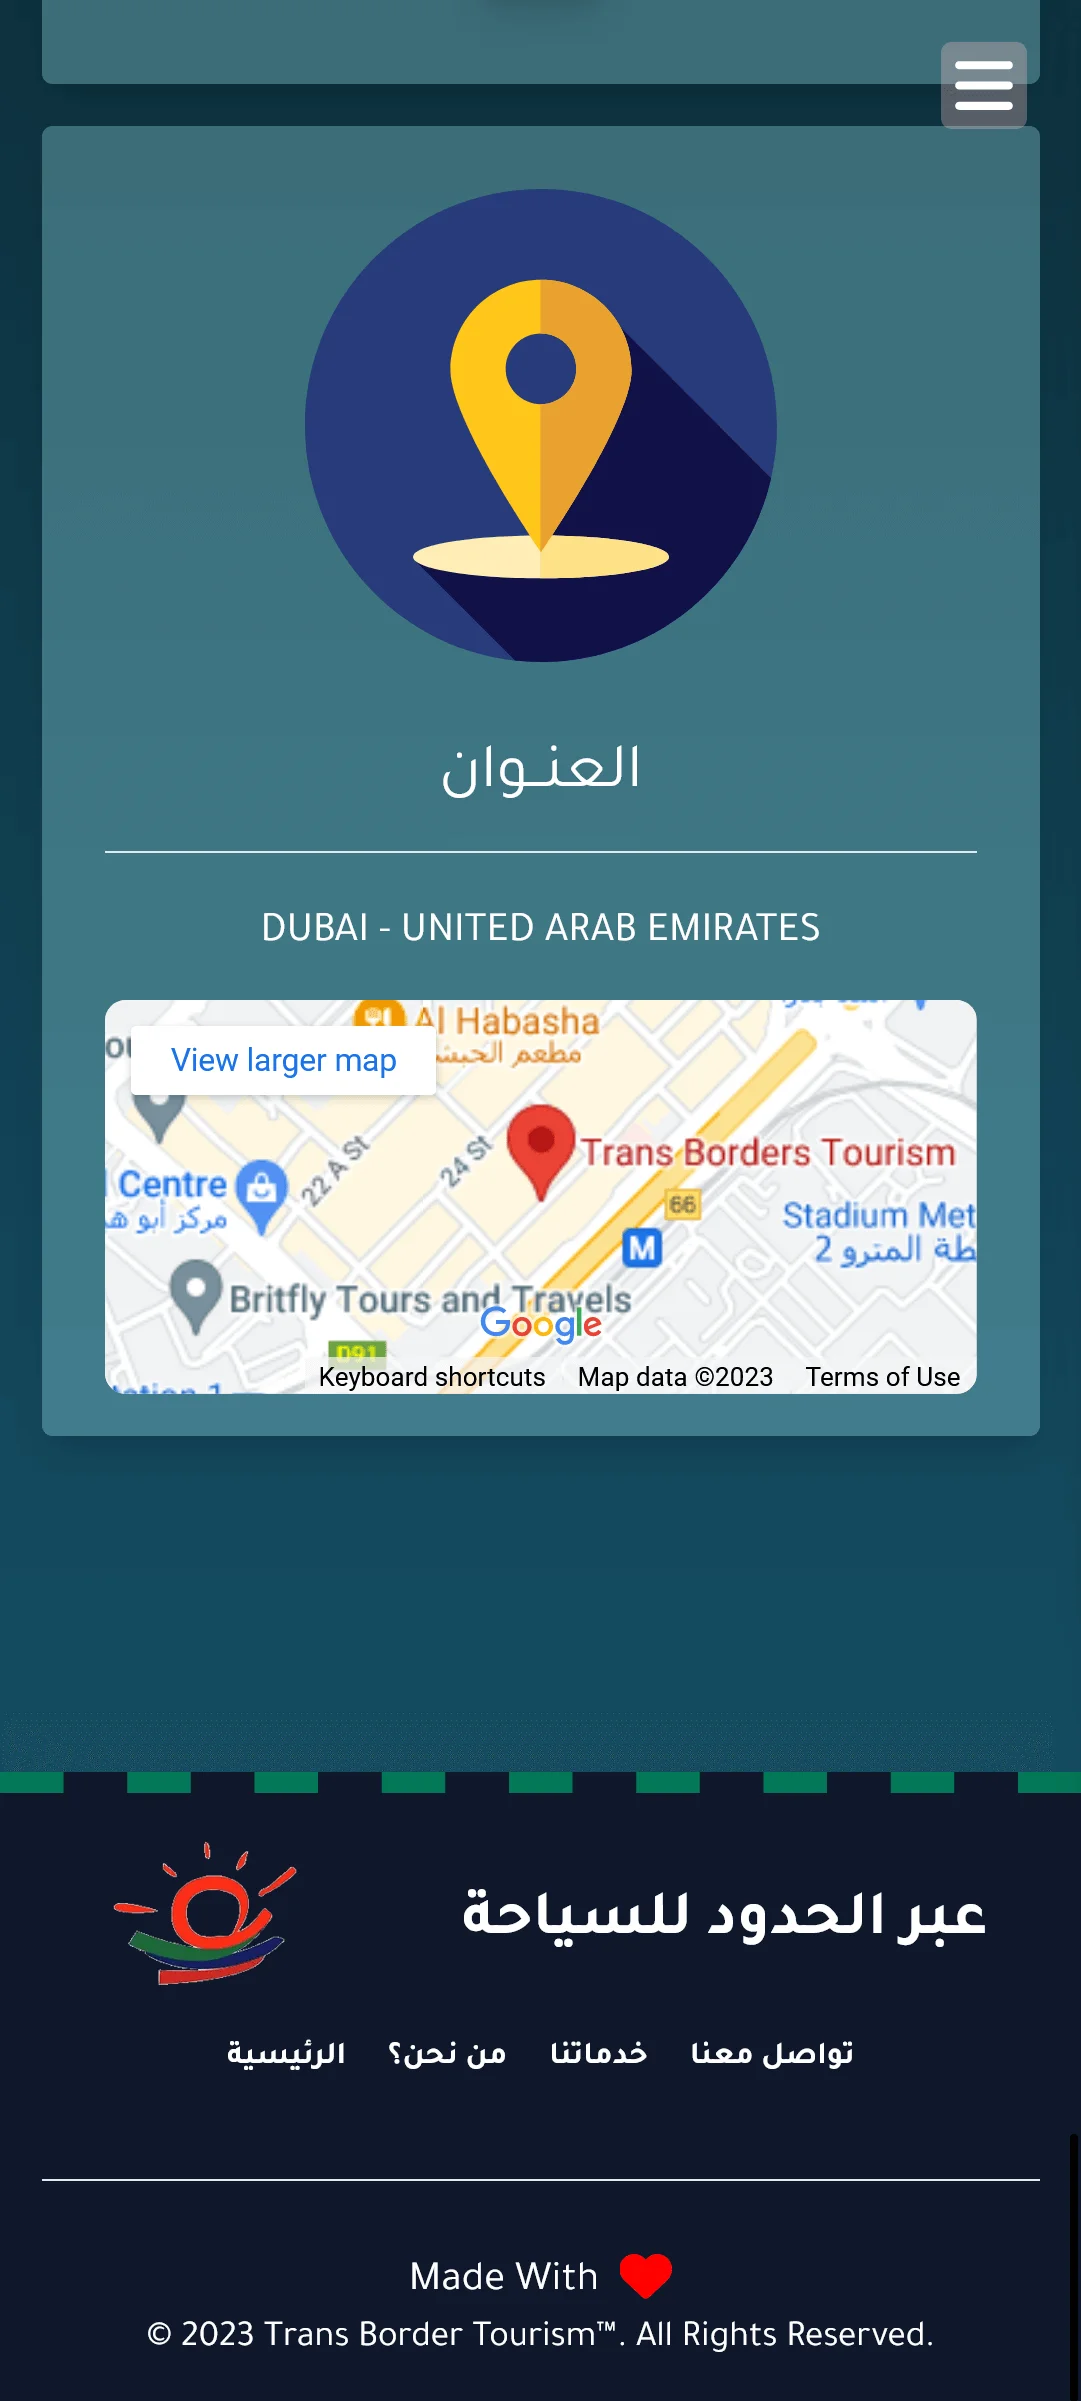 العنـوان
DUBAI - UNITED ARAB EMIRATES
Al Habasha
مطعم الحبش
View larger map
22 A St
24 St
Trans Borders Tourism
Centre
مركز أبو
66
M
Stadium Met
المترو 2
Britfly Tours and Travels
Google
D91
Keyboard shortcuts Map data ©2023 Terms of Use
عبر الحدود للسياحة
الرئيسية من نحن؟ خدماتنا تواصل معنا
Made With
© 2023 Trans Border Tourism™. All Rights Reserved.